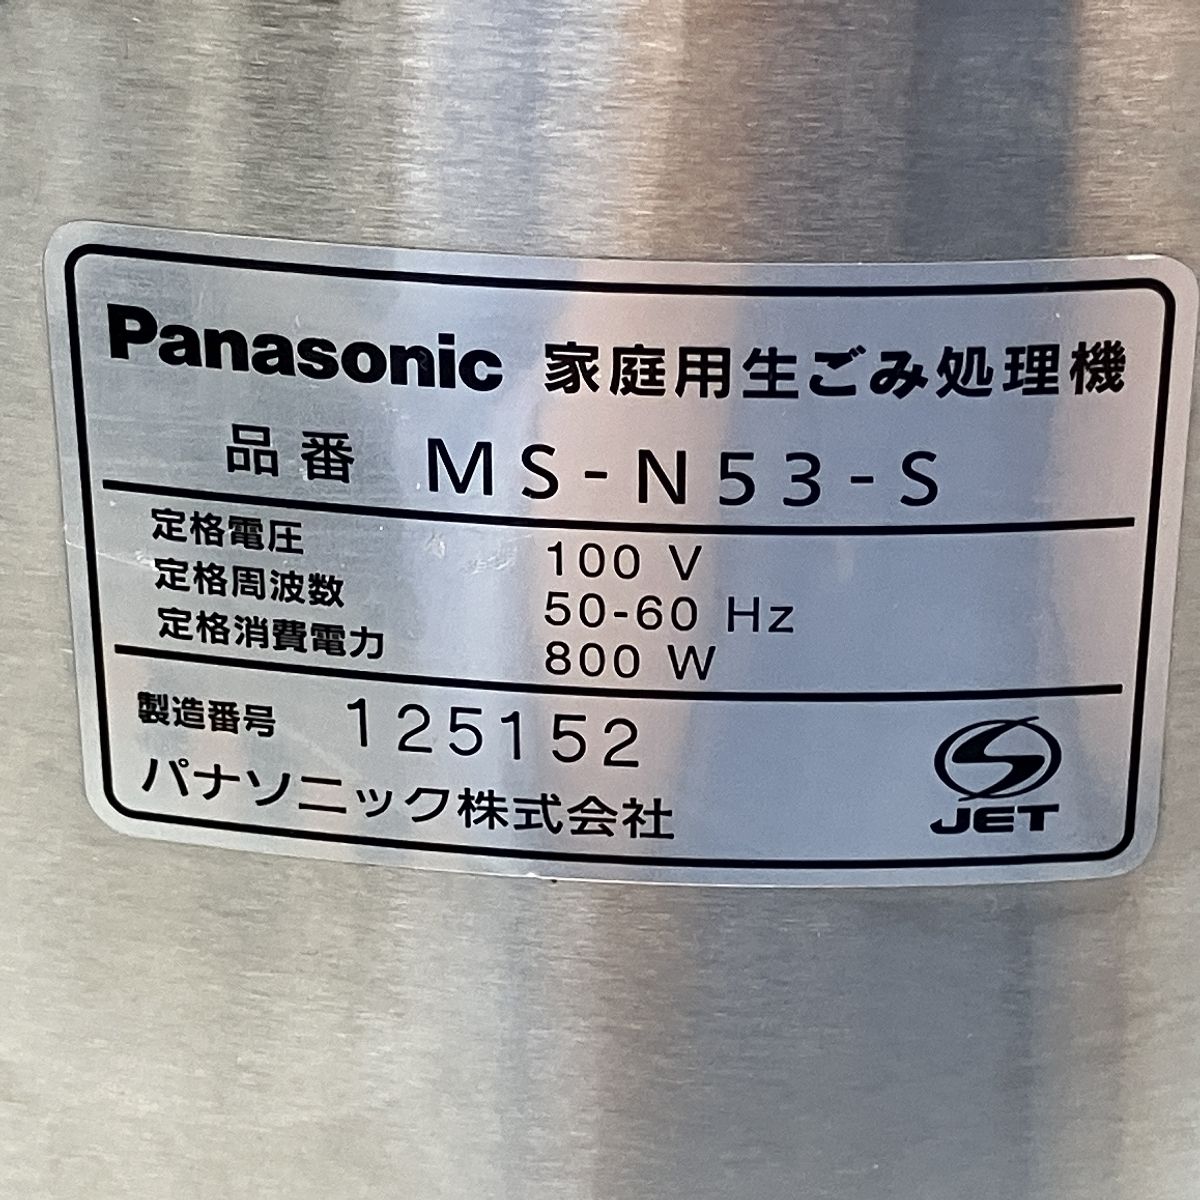 Panasonic 家庭用生ごみ処理機
品番 MS-N53-S
定格電圧 100 V
定格周波数 50-60 Hz
定格消費電力 800 W
製造番号 125152
パナソニック株式会社
S
JET